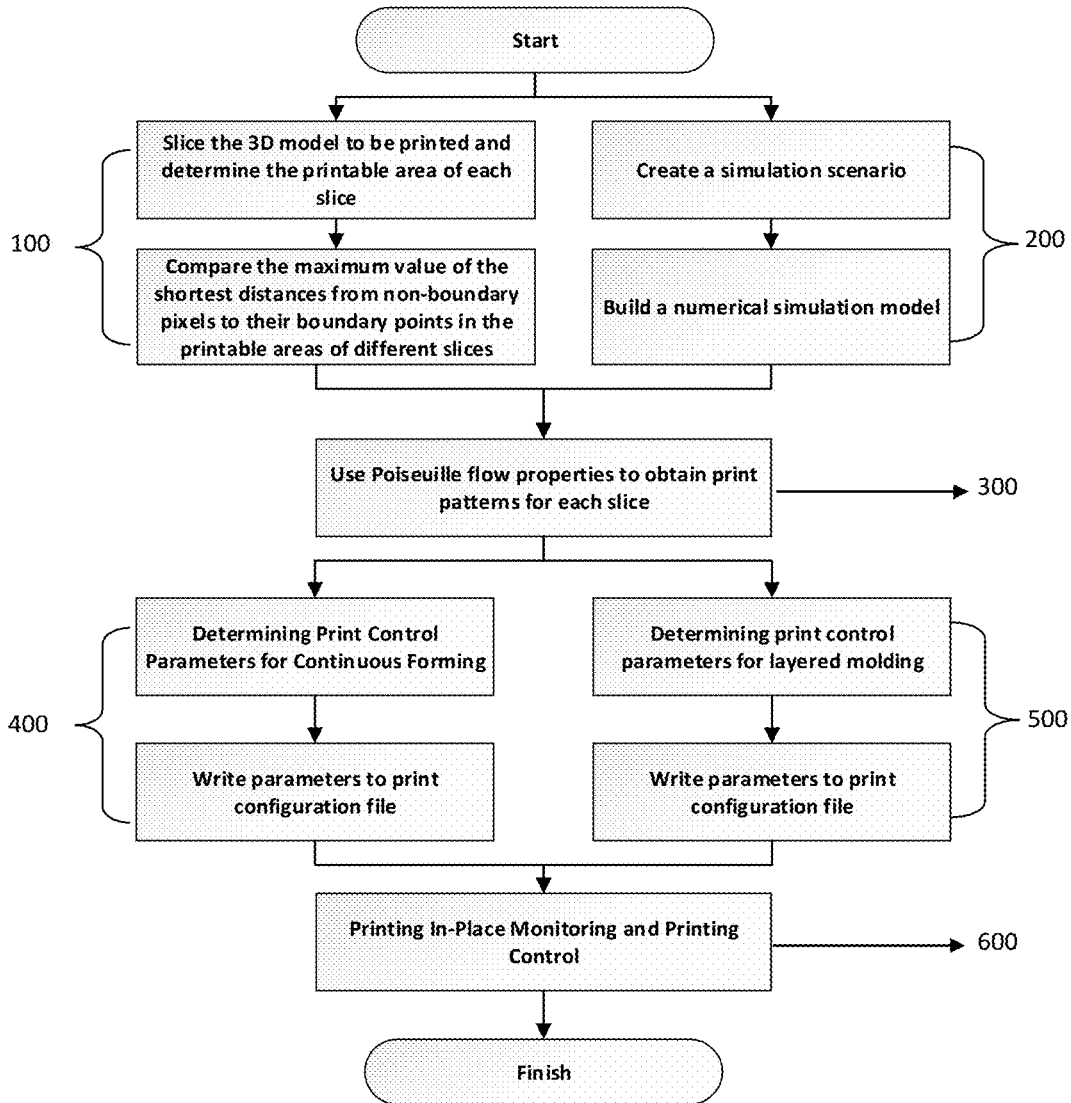 Start
Slice the 3D model to be printed and
determine the printable area of each
slice
Create a simulation scenario
100
200
Compare the maximum value of the
shortest distances from non-boundary
pixels to their boundary points in the
printable areas of different slices
Build a numerical simulation model
Use Poiseuille flow properties to obtain print
patterns for each slice
300
Determining Print Control
Parameters for Continuous Forming
Determining print control
parameters for layered molding
400
500
Write parameters to print
configuration file
Write parameters to print
configuration file
Printing In-Place Monitoring and Printing
Control
600
Finish